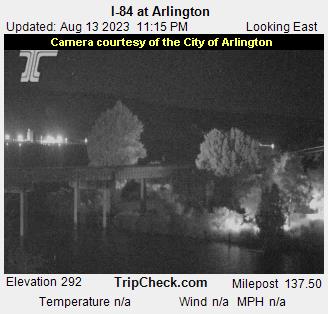 I-84 at Arlington
Updated: Aug 13 2023 11:15 PM Looking East
Camera courtesy of the City of Arlington
Elevation 292 TripCheck.com Milepost 137.50
Temperature n/a Wind n/a MPH n/a